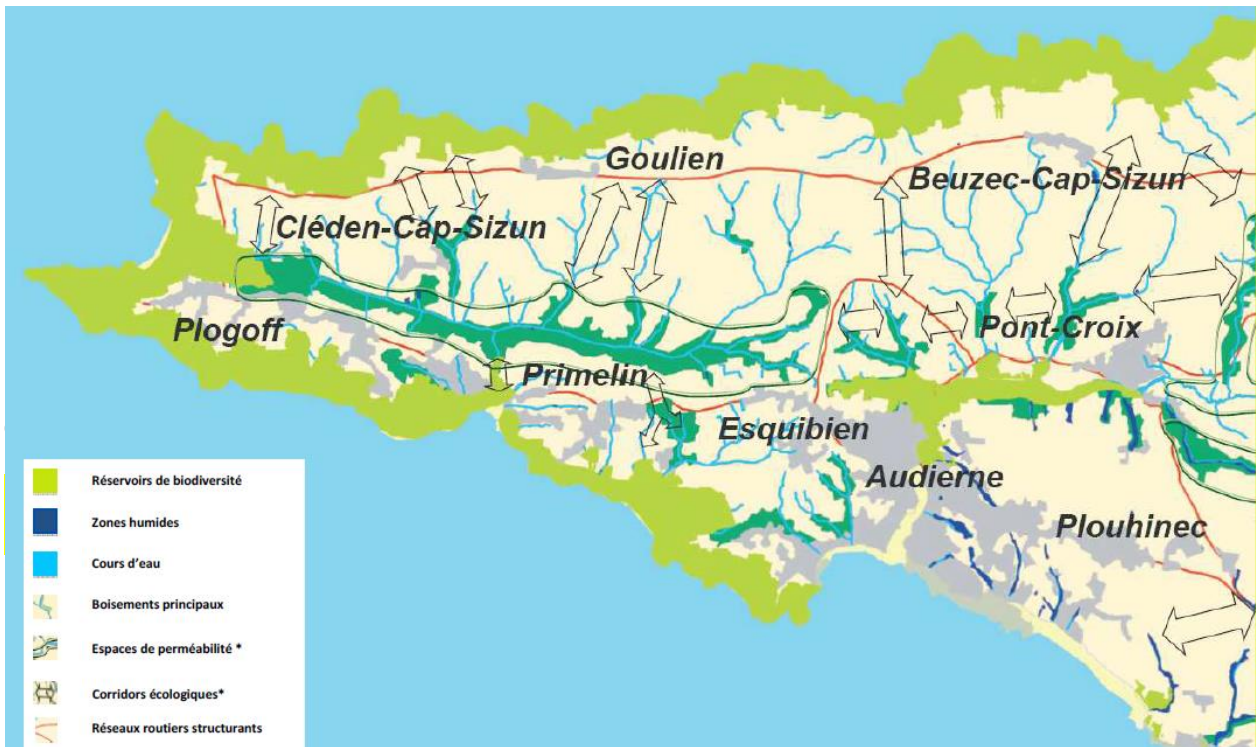 Goulien
Beuzec-Cap-Sizun
Cléden-Cap-Sizun
Plogoff
Pont-Croix
Primelin
Esquibien
Audierne
Plouhinec
Réservoirs de biodiversité
Zones humides
Cours d'eau
Boisements principaux
Espaces de perméabilité *
Corridors écologiques*
Réseaux routiers structurants